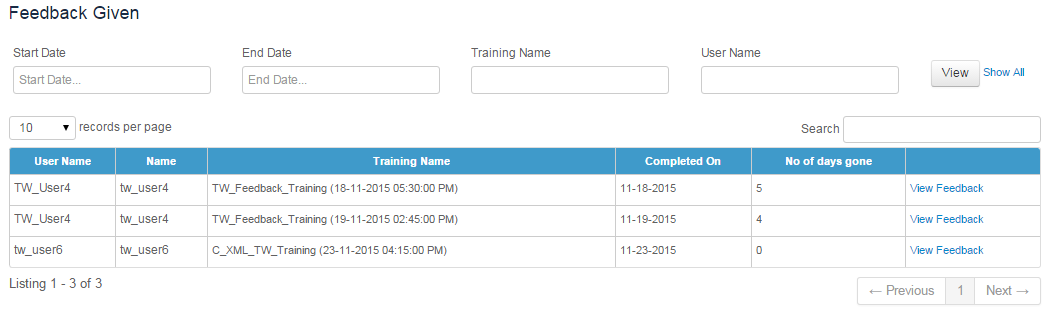 Feedback Given
Start Date End Date Training Name User Name
Start Date... End Date... View Show All
10 records per page Search
User Name Name Training Name Completed On No of days gone
TW_User4 tw_user4 TW_Feedback_Training (18-11-2015 05:30:00 PM) 11-18-2015 5 View Feedback
TW_User4 tw_user4 TW_Feedback_Training (19-11-2015 02:45:00 PM) 11-19-2015 4 View Feedback
tw_user6 tw_user6 C_XML_TW_Training (23-11-2015 04:15:00 PM) 11-23-2015 0 View Feedback
Listing 1 - 3 of 3 ← Previous 1 Next →